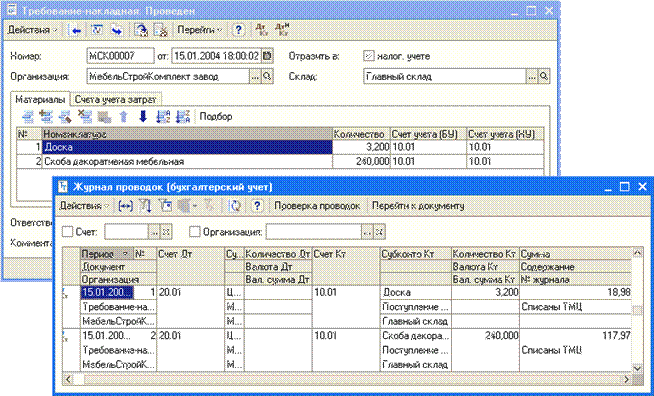 Требование-накладная: Проведен
Действия Перейти
Номер: МСК00007 от: 15.01.2004 18:00:02 Отразить в: налог. учете
Организация: МебельСтройКомплект завод ... Склад: Главный склад ...
Материалы Счета учета затрат
Подбор
№ Номенклатура Количество Счет учета (БУ) Счет учета (НУ)
1 Доска 3,200 10.01 10.01
2 Скоба декоративная мебельная 240,000 10.01 10.01
Ответстве
Коммента
Журнал проводок (бухгалтерский учет)
Действия Проверка проводок Перейти к документу
Счет: ... Организация: ...
Период № Счет Дт Су... Количество Дт Счет Кт Субконто Кт Количество Кт Сумма
Документ Валюта Дт Валюта Кт Содержание
Организация Вал. сумма Дт Вал. сумма Кт № журнала
15.01.200... 1 20.01 Ц... 10.01 Доска 3,200 18,98
Требование-на... М... Поступление ... Списаны ТМЦ
МебельСтройК... М... Главный склад
15.01.200... 2 20.01 Ц... 10.01 Скоба декора... 240,000 117,97
Требование-на... М... Поступление ... Списаны ТМЦ
МебельСтройК... М... Главный склад